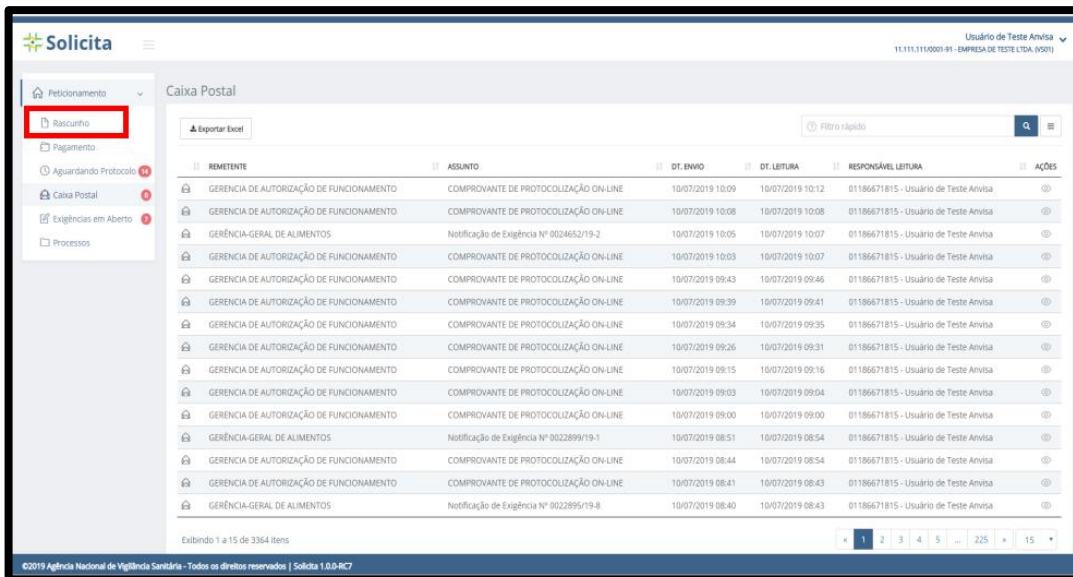 Solicita
Usuário de Teste Anvisa
11.111.111/0001-91 - EMPRESA DE TESTE LTDA. (VS01)
Peticionamento
Rascunho
Pagamento
Aguardando Protocolo 14
Caixa Postal
Exigências em Aberto
Processos
Caixa Postal
Exportar Excel
Filtro rápido
REMETENTE ASSUNTO DT. ENVIO DT. LEITURA RESPONSÁVEL LEITURA AÇÕES
GERENCIA DE AUTORIZAÇÃO DE FUNCIONAMENTO COMPROVANTE DE PROTOCOLIZAÇÃO ON-LINE 10/07/2019 10:09 10/07/2019 10:12 01186671815 - Usuário de Teste Anvisa
GERENCIA DE AUTORIZAÇÃO DE FUNCIONAMENTO COMPROVANTE DE PROTOCOLIZAÇÃO ON-LINE 10/07/2019 10:08 10/07/2019 10:08 01186671815 - Usuário de Teste Anvisa
GERÊNCIA-GERAL DE ALIMENTOS Notificação de Exigência Nº 0024652/19-2 10/07/2019 10:05 10/07/2019 10:07 01186671815 - Usuário de Teste Anvisa
GERENCIA DE AUTORIZAÇÃO DE FUNCIONAMENTO COMPROVANTE DE PROTOCOLIZAÇÃO ON-LINE 10/07/2019 10:03 10/07/2019 10:07 01186671815 - Usuário de Teste Anvisa
GERENCIA DE AUTORIZAÇÃO DE FUNCIONAMENTO COMPROVANTE DE PROTOCOLIZAÇÃO ON-LINE 10/07/2019 09:43 10/07/2019 09:46 01186671815 - Usuário de Teste Anvisa
GERENCIA DE AUTORIZAÇÃO DE FUNCIONAMENTO COMPROVANTE DE PROTOCOLIZAÇÃO ON-LINE 10/07/2019 09:39 10/07/2019 09:41 01186671815 - Usuário de Teste Anvisa
GERENCIA DE AUTORIZAÇÃO DE FUNCIONAMENTO COMPROVANTE DE PROTOCOLIZAÇÃO ON-LINE 10/07/2019 09:34 10/07/2019 09:35 01186671815 - Usuário de Teste Anvisa
GERENCIA DE AUTORIZAÇÃO DE FUNCIONAMENTO COMPROVANTE DE PROTOCOLIZAÇÃO ON-LINE 10/07/2019 09:26 10/07/2019 09:31 01186671815 - Usuário de Teste Anvisa
GERENCIA DE AUTORIZAÇÃO DE FUNCIONAMENTO COMPROVANTE DE PROTOCOLIZAÇÃO ON-LINE 10/07/2019 09:15 10/07/2019 09:16 01186671815 - Usuário de Teste Anvisa
GERENCIA DE AUTORIZAÇÃO DE FUNCIONAMENTO COMPROVANTE DE PROTOCOLIZAÇÃO ON-LINE 10/07/2019 09:03 10/07/2019 09:04 01186671815 - Usuário de Teste Anvisa
GERENCIA DE AUTORIZAÇÃO DE FUNCIONAMENTO COMPROVANTE DE PROTOCOLIZAÇÃO ON-LINE 10/07/2019 09:00 10/07/2019 09:00 01186671815 - Usuário de Teste Anvisa
GERÊNCIA-GERAL DE ALIMENTOS Notificação de Exigência Nº 0022899/19-1 10/07/2019 08:51 10/07/2019 08:54 01186671815 - Usuário de Teste Anvisa
GERENCIA DE AUTORIZAÇÃO DE FUNCIONAMENTO COMPROVANTE DE PROTOCOLIZAÇÃO ON-LINE 10/07/2019 08:44 10/07/2019 08:54 01186671815 - Usuário de Teste Anvisa
GERENCIA DE AUTORIZAÇÃO DE FUNCIONAMENTO COMPROVANTE DE PROTOCOLIZAÇÃO ON-LINE 10/07/2019 08:41 10/07/2019 08:43 01186671815 - Usuário de Teste Anvisa
GERÊNCIA-GERAL DE ALIMENTOS Notificação de Exigência Nº 0022895/19-8 10/07/2019 08:40 10/07/2019 08:43 01186671815 - Usuário de Teste Anvisa
Exibindo 1 a 15 de 3364 itens
« 1 2 3 4 5 ... 225 » 15
©2019 Agência Nacional de Vigilância Sanitária - Todos os direitos reservados | Solicita 1.0.0-RC7